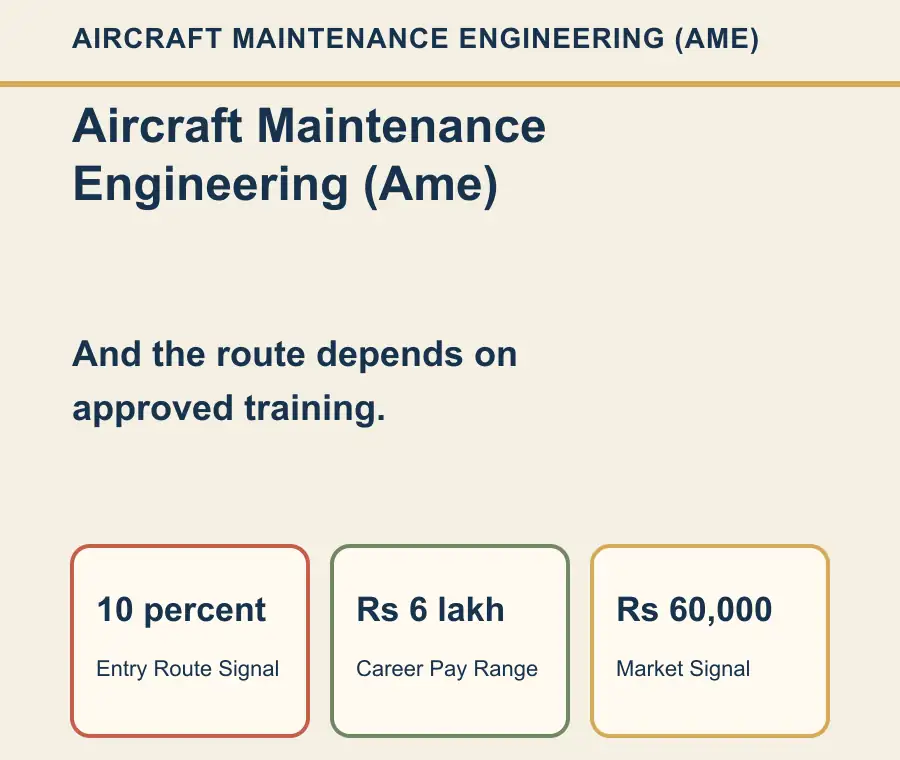 AIRCRAFT MAINTENANCE ENGINEERING (AME)
Aircraft Maintenance
Engineering (Ame)
And the route depends on
approved training.
10 percent
Entry Route Signal
Rs 6 lakh
Career Pay Range
Rs 60,000
Market Signal